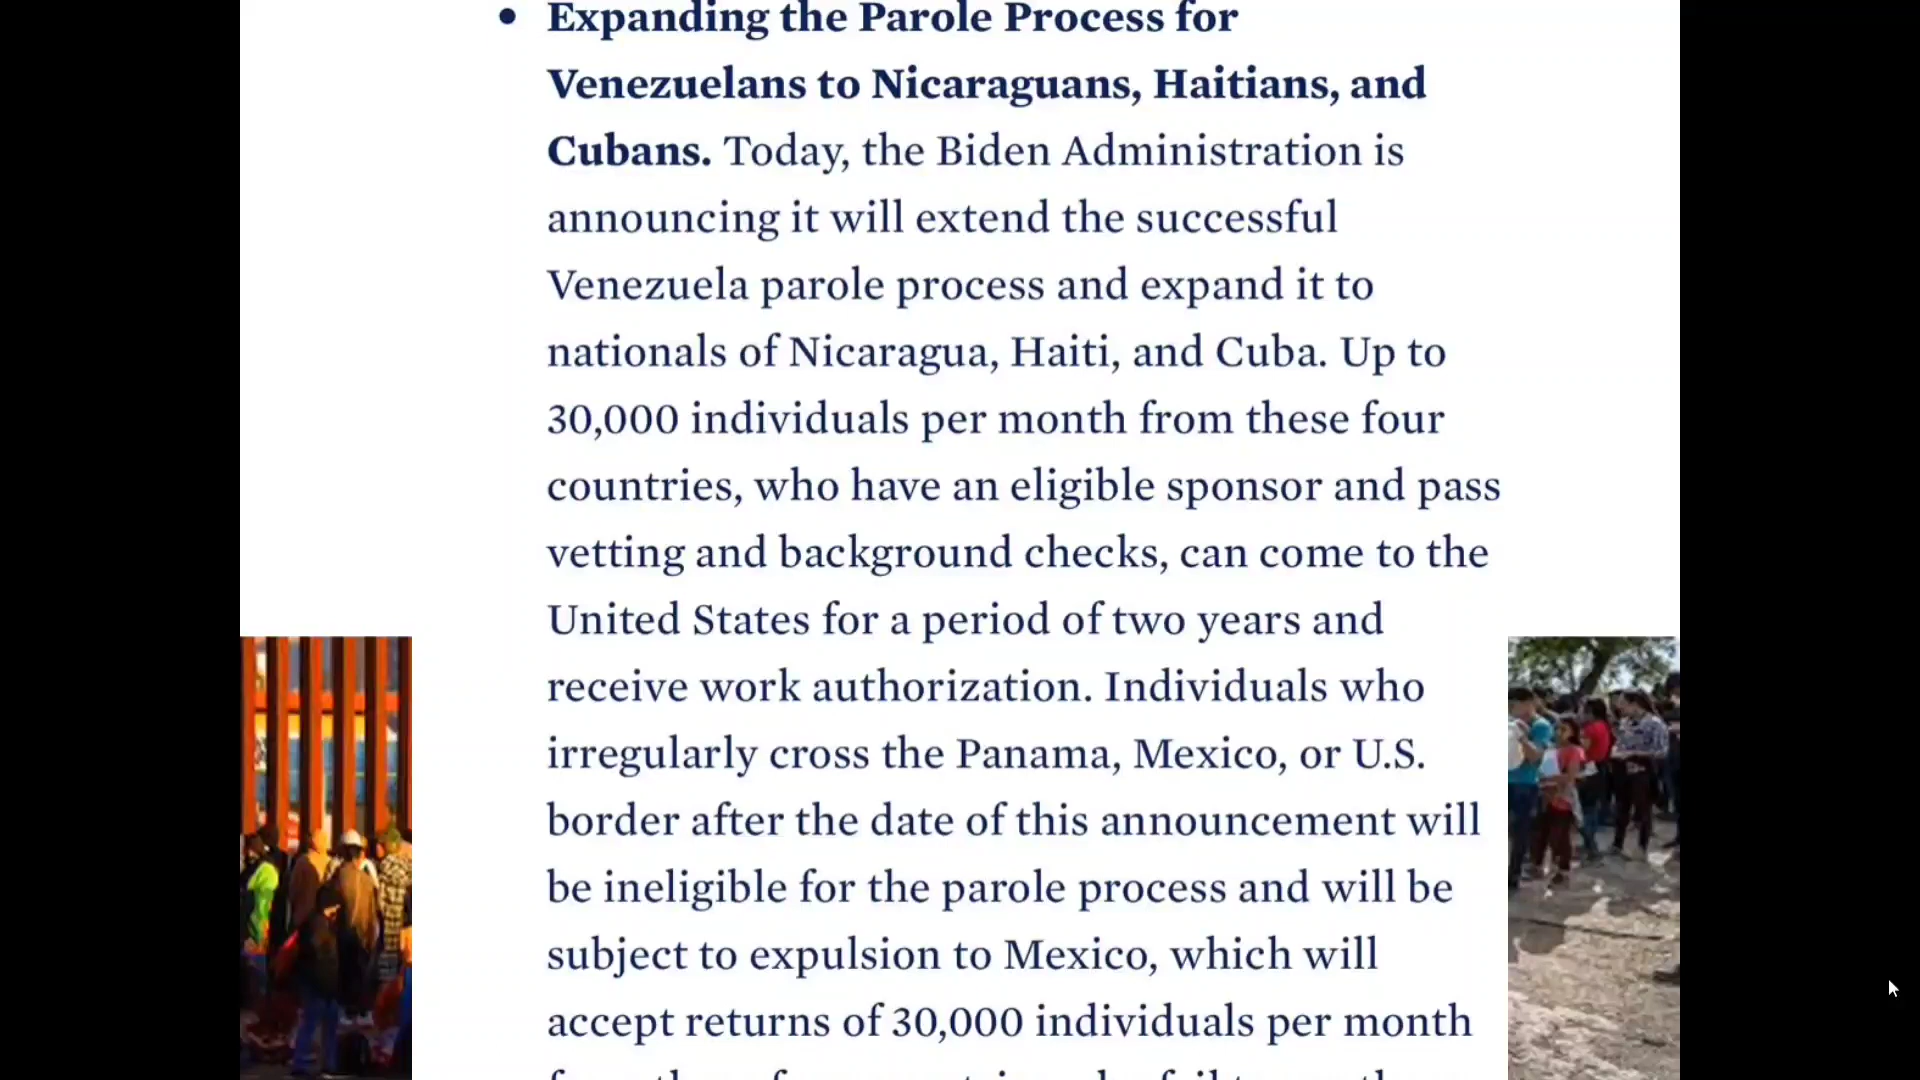 • Expanding the Parole Process for
Venezuelans to Nicaraguans, Haitians, and
Cubans. Today, the Biden Administration is
announcing it will extend the successful
Venezuela parole process and expand it to
nationals of Nicaragua, Haiti, and Cuba. Up to
30,000 individuals per month from these four
countries, who have an eligible sponsor and pass
vetting and background checks, can come to the
United States for a period of two years and
receive work authorization. Individuals who
irregularly cross the Panama, Mexico, or U.S.
border after the date of this announcement will
be ineligible for the parole process and will be
subject to expulsion to Mexico, which will
accept returns of 30,000 individuals per month